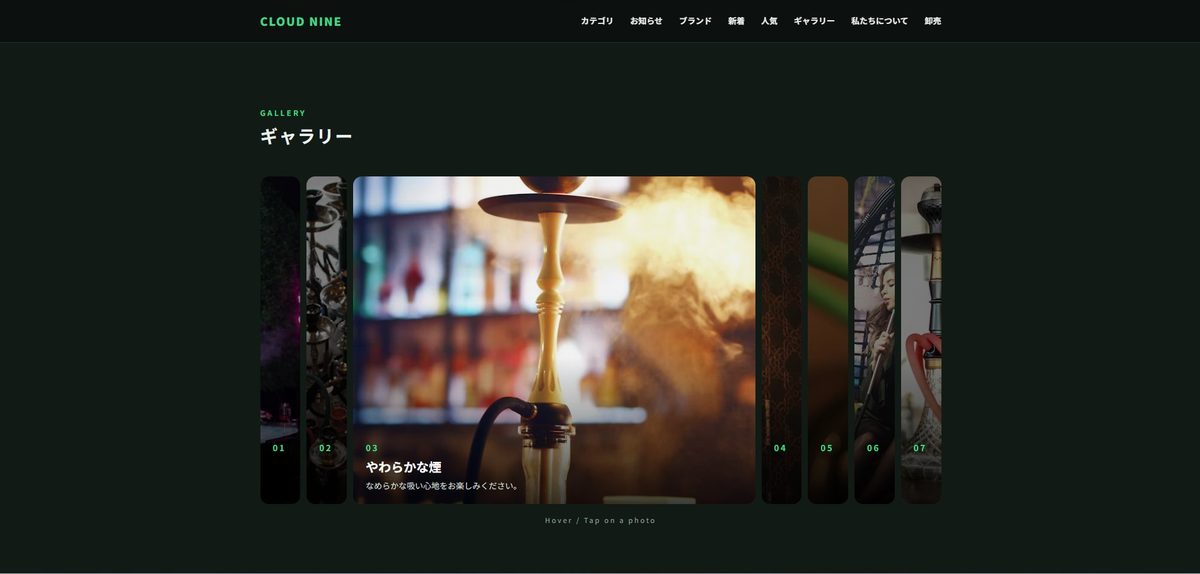 CLOUD NINE
カテゴリ お知らせ ブランド 新着 人気 ギャラリー 私たちについて 卸売
GALLERY
ギャラリー
01
02
03
やわらかな煙
なめらかな吸い心地をお楽しみください。
04
05
06
07
Hover / Tap on a photo